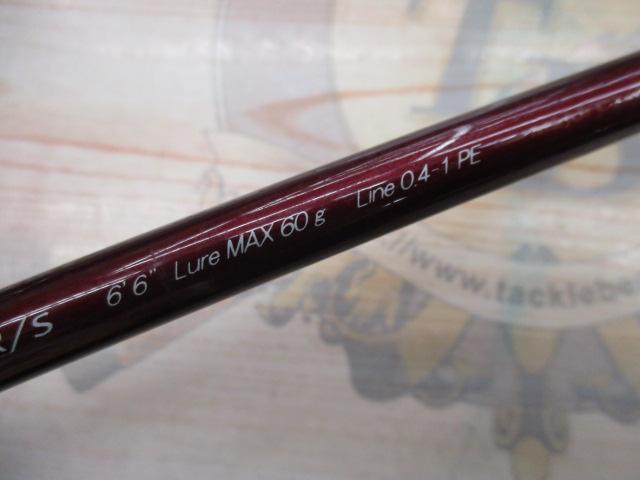 R/S 6'6" Lure MAX 60 g Line 0.4-1 PE
://www.tacklebe